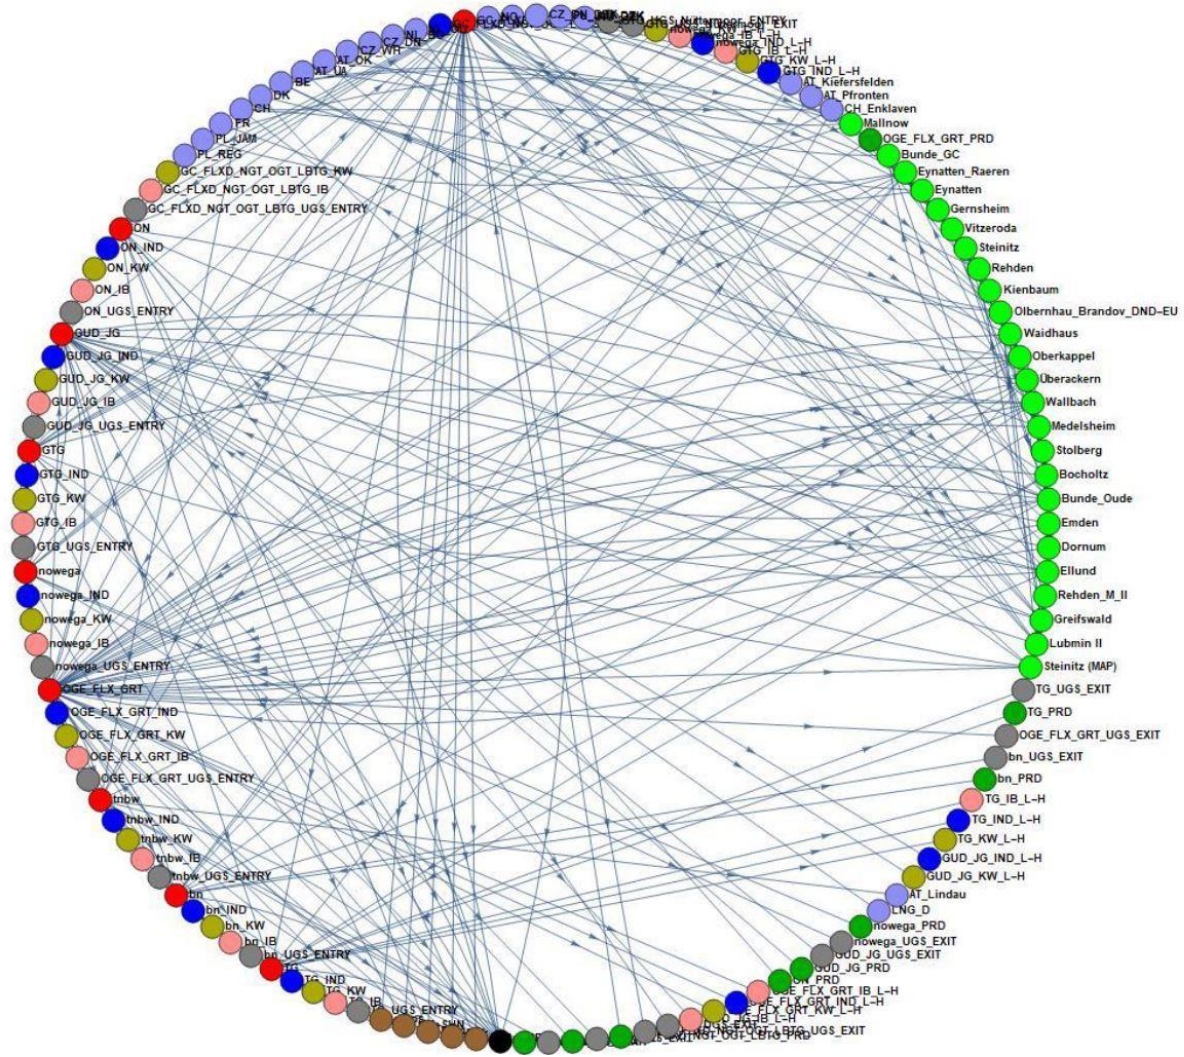 AT_Kiefersfelden
AT_Pfronten
CH_Enklaven
Mallnow
OGE_FLX_GRT_PRD
Bunde_GC
Eynatten_Raeren
Eynatten
Gernsheim
Vitzeroda
Steinitz
Rehden
Kienbaum
Olbernhau_Brandov_DND-EU
Waidhaus
Oberkappel
Überackern
Wallbach
Medelsheim
Stolberg
Bocholtz
Bunde_Oude
Emden
Dornum
Ellund
Rehden_M_II
Greifswald
Lubmin II
Steinitz (MAP)
TG_UGS_EXIT
TG_PRD
OGE_FLX_GRT_UGS_EXIT
bn_UGS_EXIT
bn_PRD
TG_IB_L-H
TG_IND_L-H
TG_KW_L-H
GUD_JG_IND_L-H
GUD_JG_KW_L-H
AT_Lindau
LNG_D
nowega_PRD
nowega_UGS_EXIT
GUD_JG_UGS_EXIT
GUD_JG_PRD
bn_UGS_ENTRY
bn_IB
bn_KW
bn_IND
bn
tnbw_UGS_ENTRY
tnbw_IB
tnbw_KW
tnbw_IND
tnbw
OGE_FLX_GRT_UGS_ENTRY
OGE_FLX_GRT_IB
OGE_FLX_GRT_KW
OGE_FLX_GRT_IND
OGE_FLX_GRT
nowega_UGS_ENTRY
nowega_IB
nowega_KW
nowega_IND
nowega
GTG_UGS_ENTRY
GTG_IB
GTG_KW
GTG_IND
GTG
GUD_JG_UGS_ENTRY
GUD_JG_IB
GUD_JG_KW
GUD_JG_IND
GUD_JG
ON_UGS_ENTRY
ON_IB
ON_KW
ON_IND
ON
GC_FLXD_NGT_OGT_LBTG_UGS_ENTRY
GC_FLXD_NGT_OGT_LBTG_IB
GC_FLXD_NGT_OGT_LBTG_KW
PL_REG
PL_JAM
FR
CH
DK
BE
AT_UA
AT_OK
CZ_WH
CZ_DN
GTG_IND_L-H
GTG_KW_L-H
GTG_IB_L-H
nowega_IND_L-H